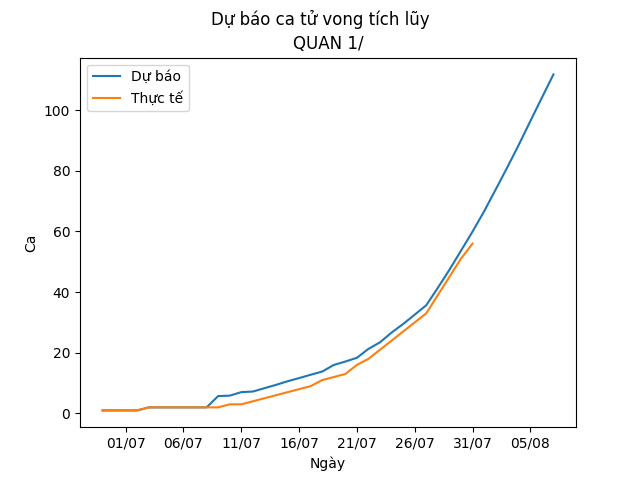 Dự báo ca tử vong tích lũy
QUAN 1/
Dự báo
Thực tế
100
80
60
40
20
0
Ca
01/07 06/07 11/07 16/07 21/07 26/07 31/07 05/08
Ngày